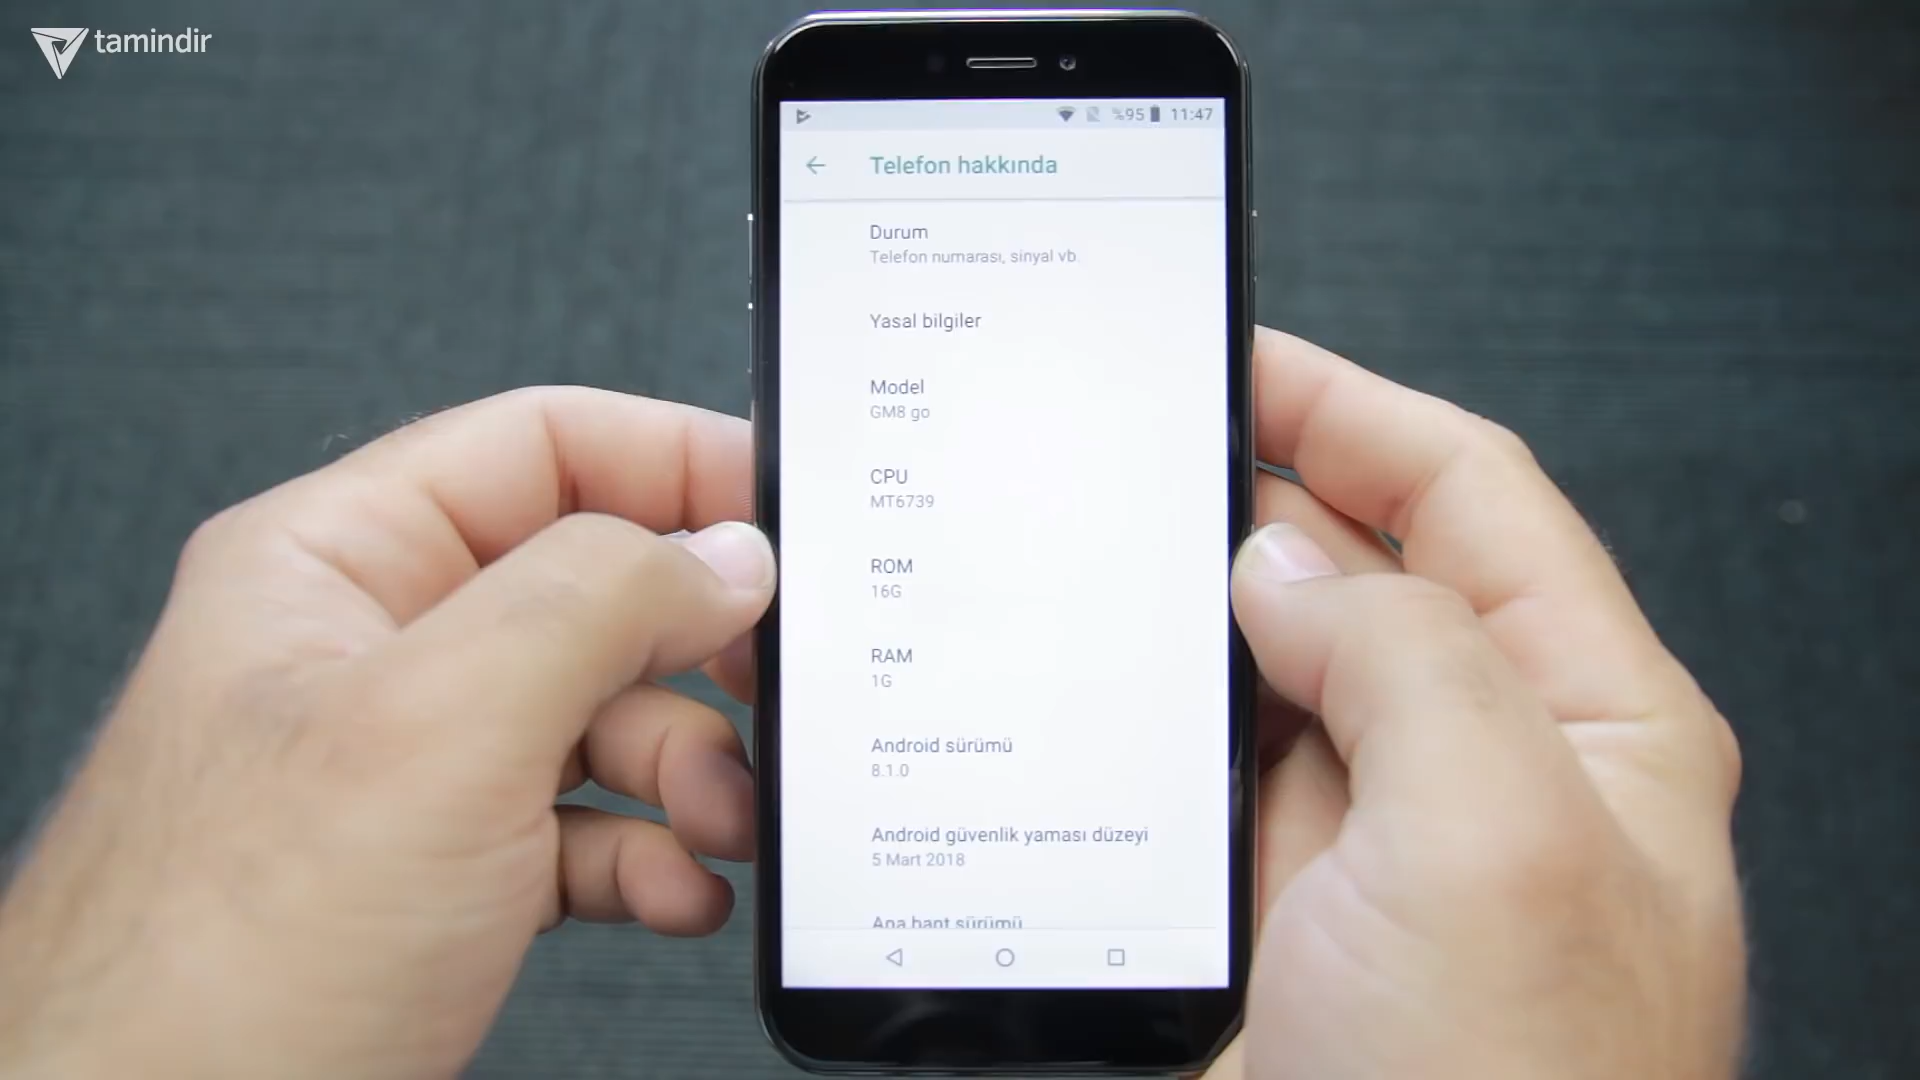 tamindir
%95 11:47
Telefon hakkında
Durum
Telefon numarası, sinyal vb.
Yasal bilgiler
Model
GM8 go
CPU
MT6739
ROM
16G
RAM
1G
Android sürümü
8.1.0
Android güvenlik yaması düzeyi
5 Mart 2018
Ana bant sürümü